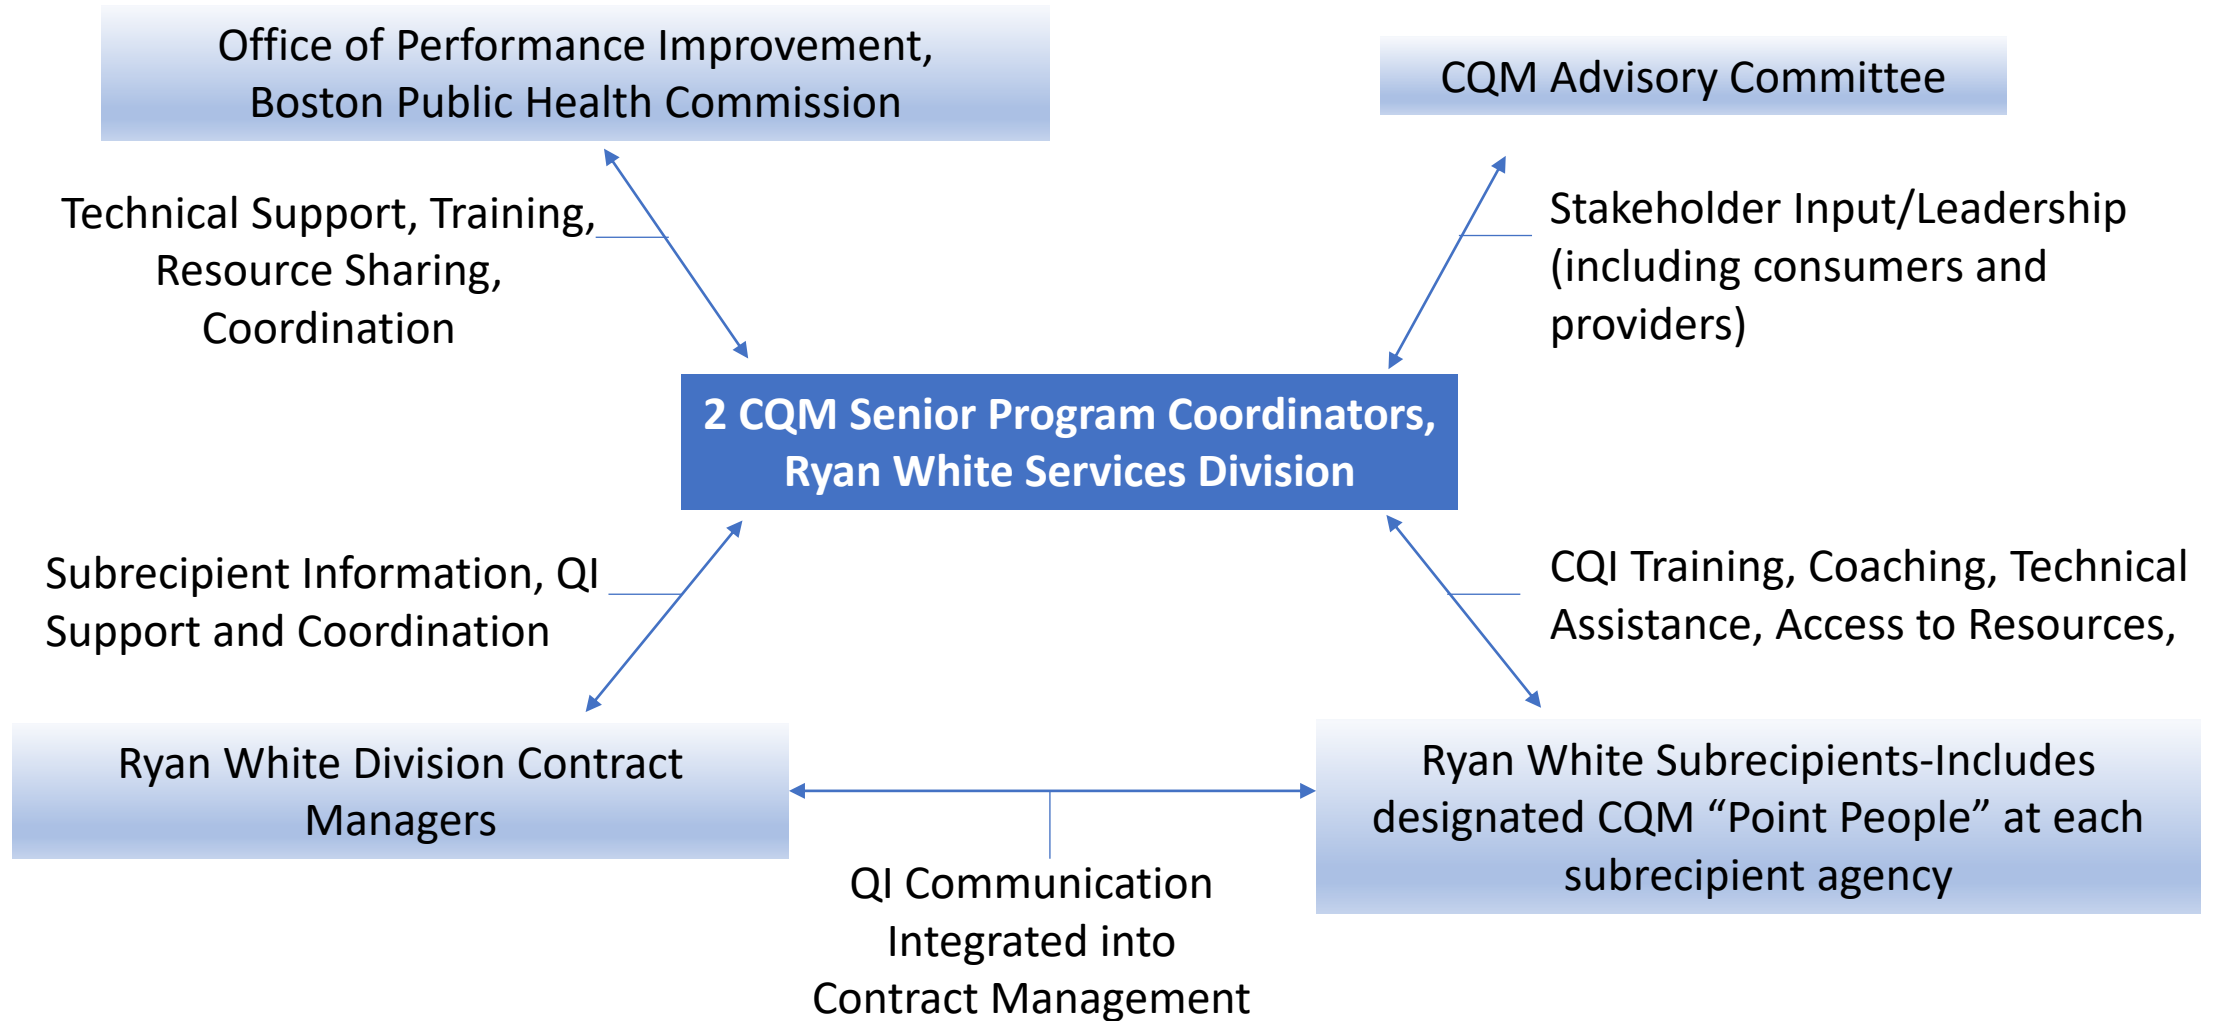 Office of Performance Improvement,
Boston Public Health Commission
CQM Advisory Committee
Technical Support, Training,
Resource Sharing,
Coordination
Stakeholder Input/Leadership
(including consumers and
providers)
2 CQM Senior Program Coordinators,
Ryan White Services Division
Subrecipient Information, QI
Support and Coordination
CQI Training, Coaching, Technical
Assistance, Access to Resources,
Ryan White Division Contract
Managers
Ryan White Subrecipients-Includes
designated CQM “Point People” at each
subrecipient agency
QI Communication
Integrated into
Contract Management